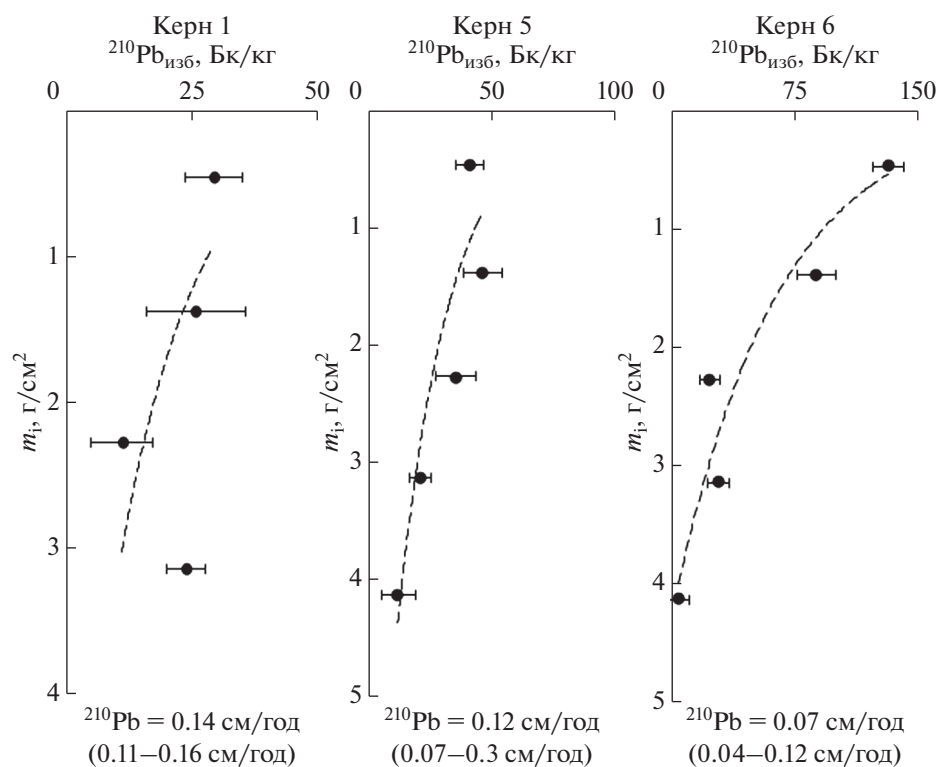 Керн 1
²¹⁰Pbизб, Бк/кг
0 25 50
1
2
3
4
mi, г/см²
²¹⁰Pb = 0.14 см/год
(0.11–0.16 см/год)
Керн 5
²¹⁰Pbизб, Бк/кг
0 50 100
1
2
3
4
5
mi, г/см²
²¹⁰Pb = 0.12 см/год
(0.07–0.3 см/год)
Керн 6
²¹⁰Pbизб, Бк/кг
0 75 150
1
2
3
4
5
mi, г/см²
²¹⁰Pb = 0.07 см/год
(0.04–0.12 см/год)